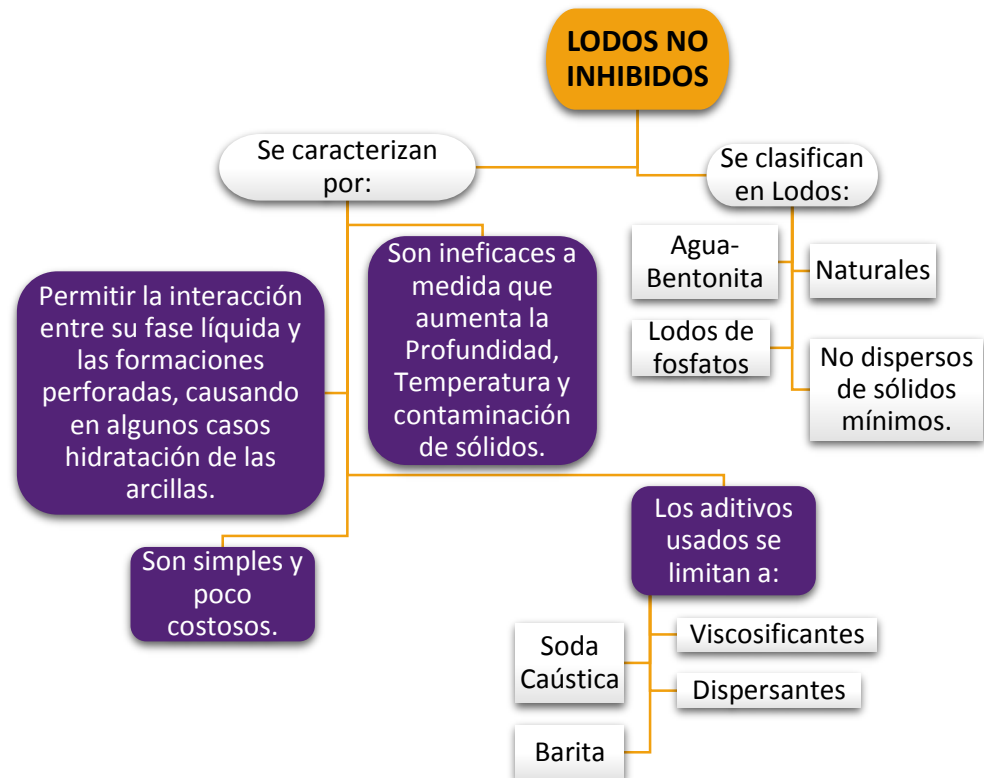 LODOS NO
INHIBIDOS
Se caracterizan
por:
Son ineficaces a
medida que
aumenta la
Profundidad,
Temperatura y
contaminación
de sólidos.
Permitir la interacción
entre su fase líquida y
las formaciones
perforadas, causando
en algunos casos
hidratación de las
arcillas.
Son simples y
poco
costosos.
Los aditivos
usados se
limitan a:
Viscosificantes
Soda
Caústica
Dispersantes
Barita
Se clasifican
en Lodos:
Agua-
Bentonita
Naturales
Lodos de
fosfatos
No dispersos
de sólidos
mínimos.